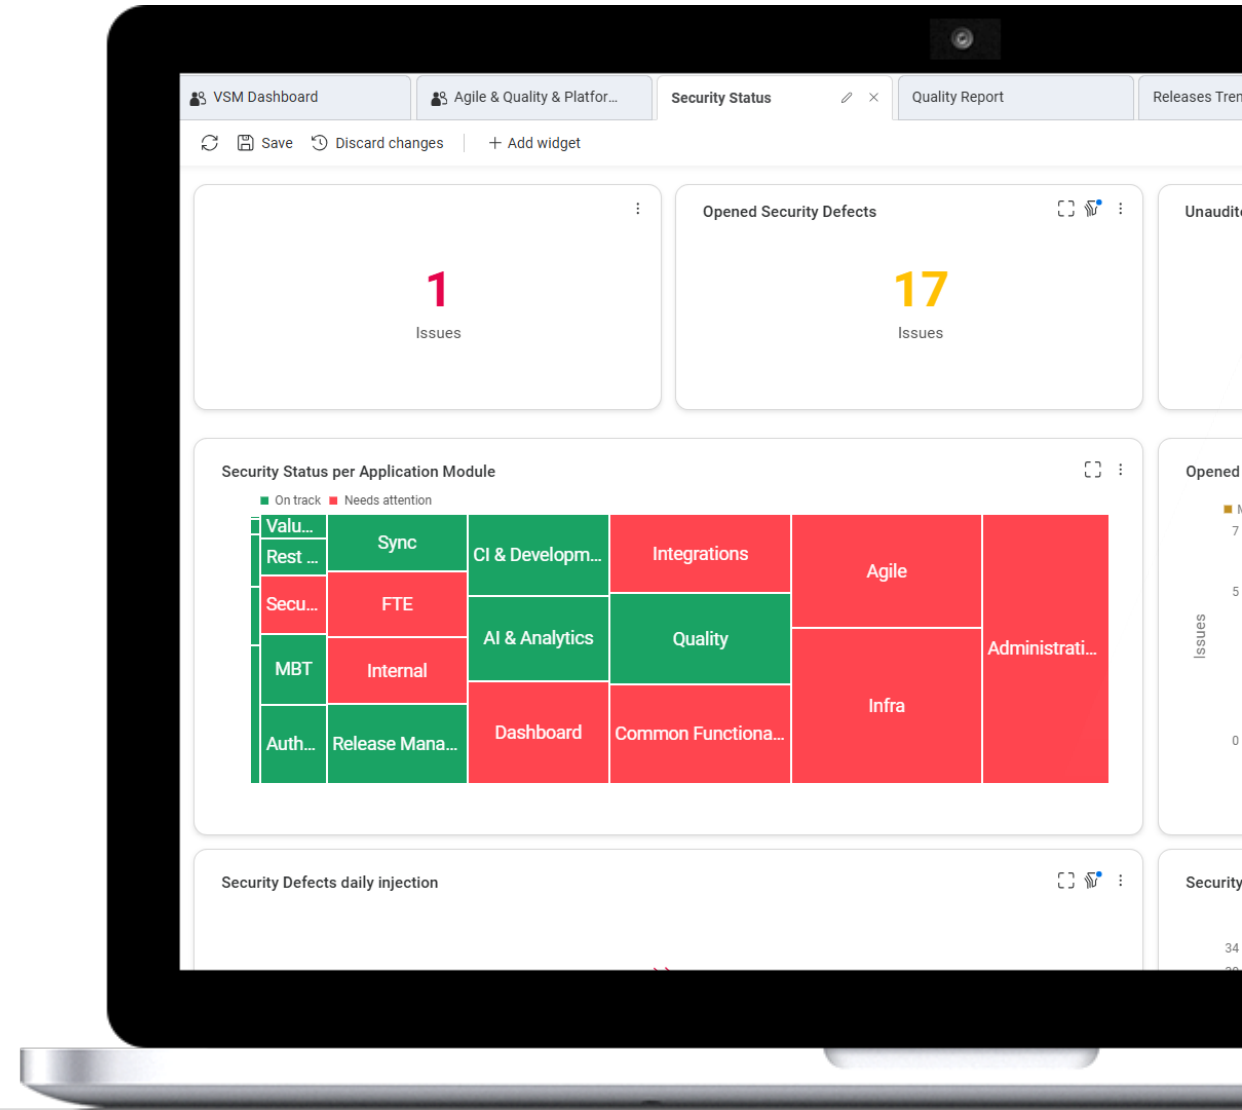 VSM Dashboard
Agile & Quality & Platfor...
Security Status
Quality Report
Releases Tren
Save
Discard changes
Add widget
1
Issues
Opened Security Defects
17
Issues
Unaudite
Security Status per Application Module
On track
Needs attention
Valu...
Rest ...
Secu...
MBT
Auth...
Sync
FTE
Internal
Release Mana...
CI & Developm...
AI & Analytics
Dashboard
Integrations
Quality
Common Functiona...
Agile
Infra
Administrati...
Opened
7
5
Issues
0
Security Defects daily injection
Security
34